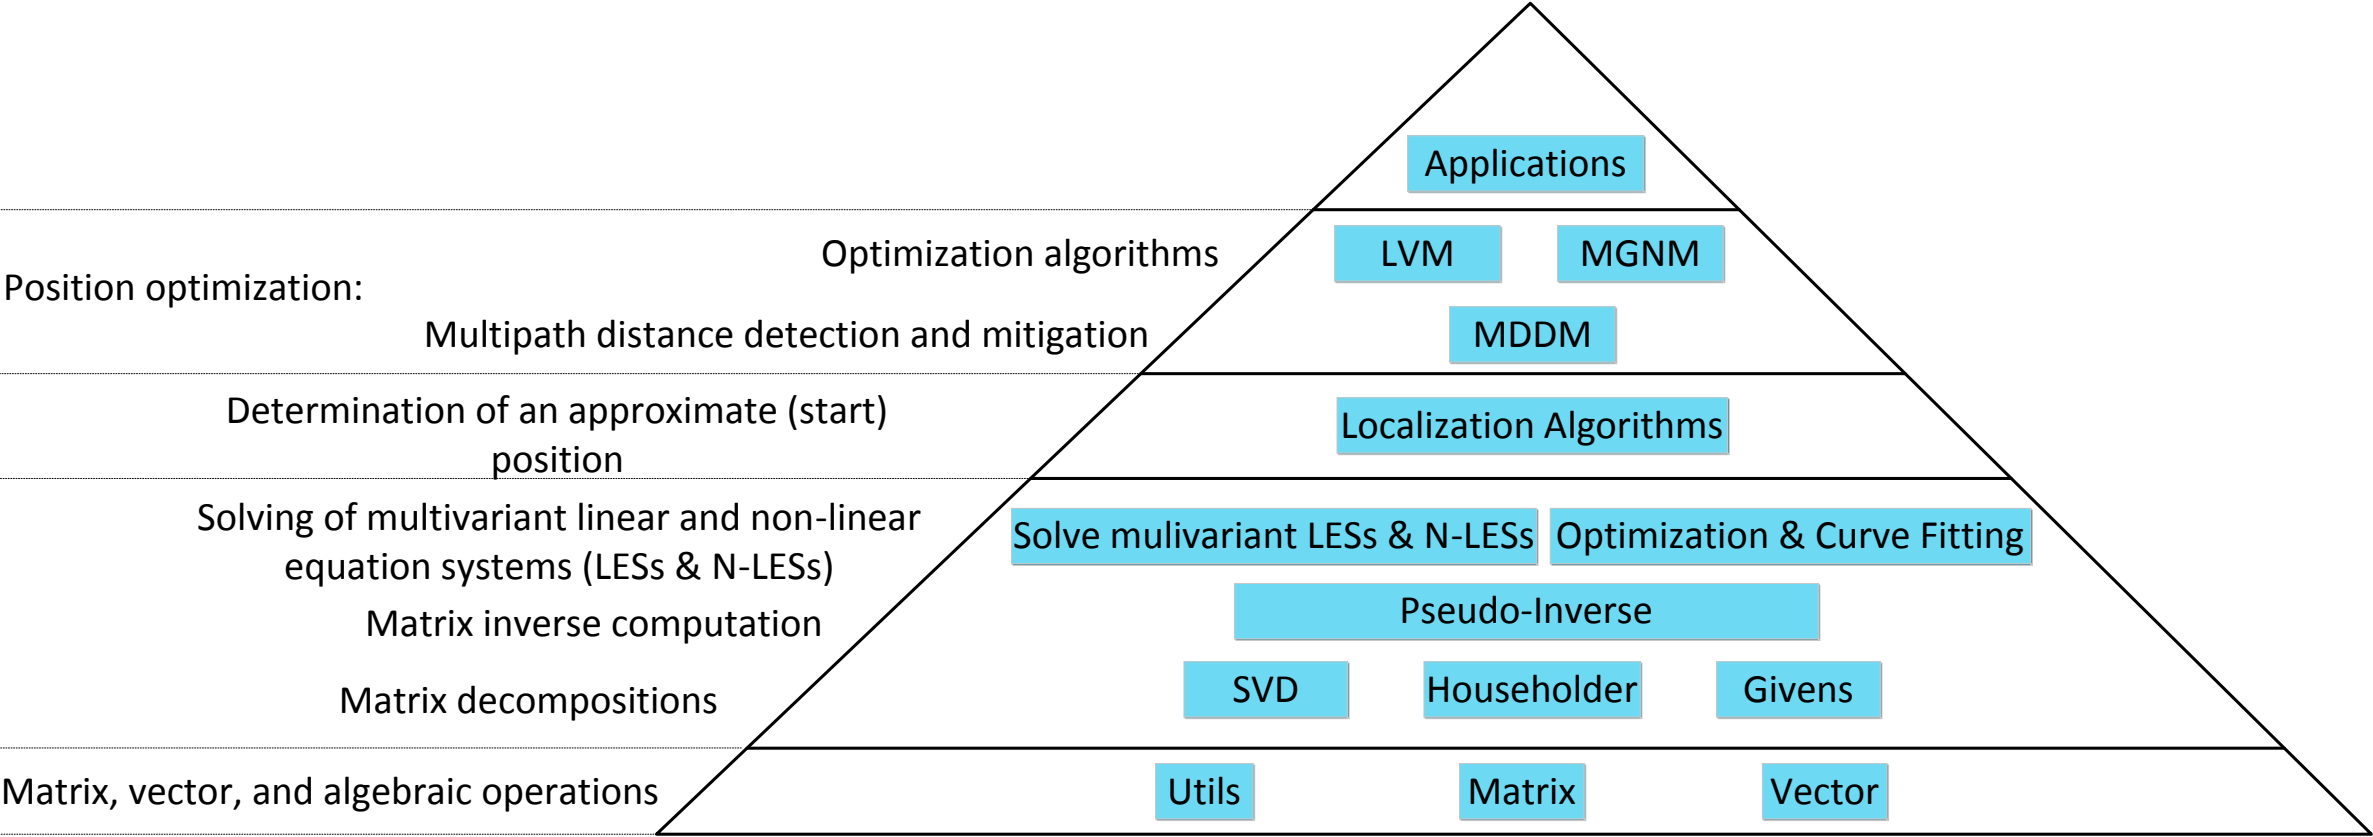 Applications
Optimization algorithms
LVM
MGNM
Position optimization:
Multipath distance detection and mitigation
MDDM
Determination of an approximate (start)
position
Localization Algorithms
Solving of multivariant linear and non-linear
equation systems (LESs & N-LESs)
Solve mulivariant LESs & N-LESs
Optimization & Curve Fitting
Matrix inverse computation
Pseudo-Inverse
Matrix decompositions
SVD
Householder
Givens
Matrix, vector, and algebraic operations
Utils
Matrix
Vector